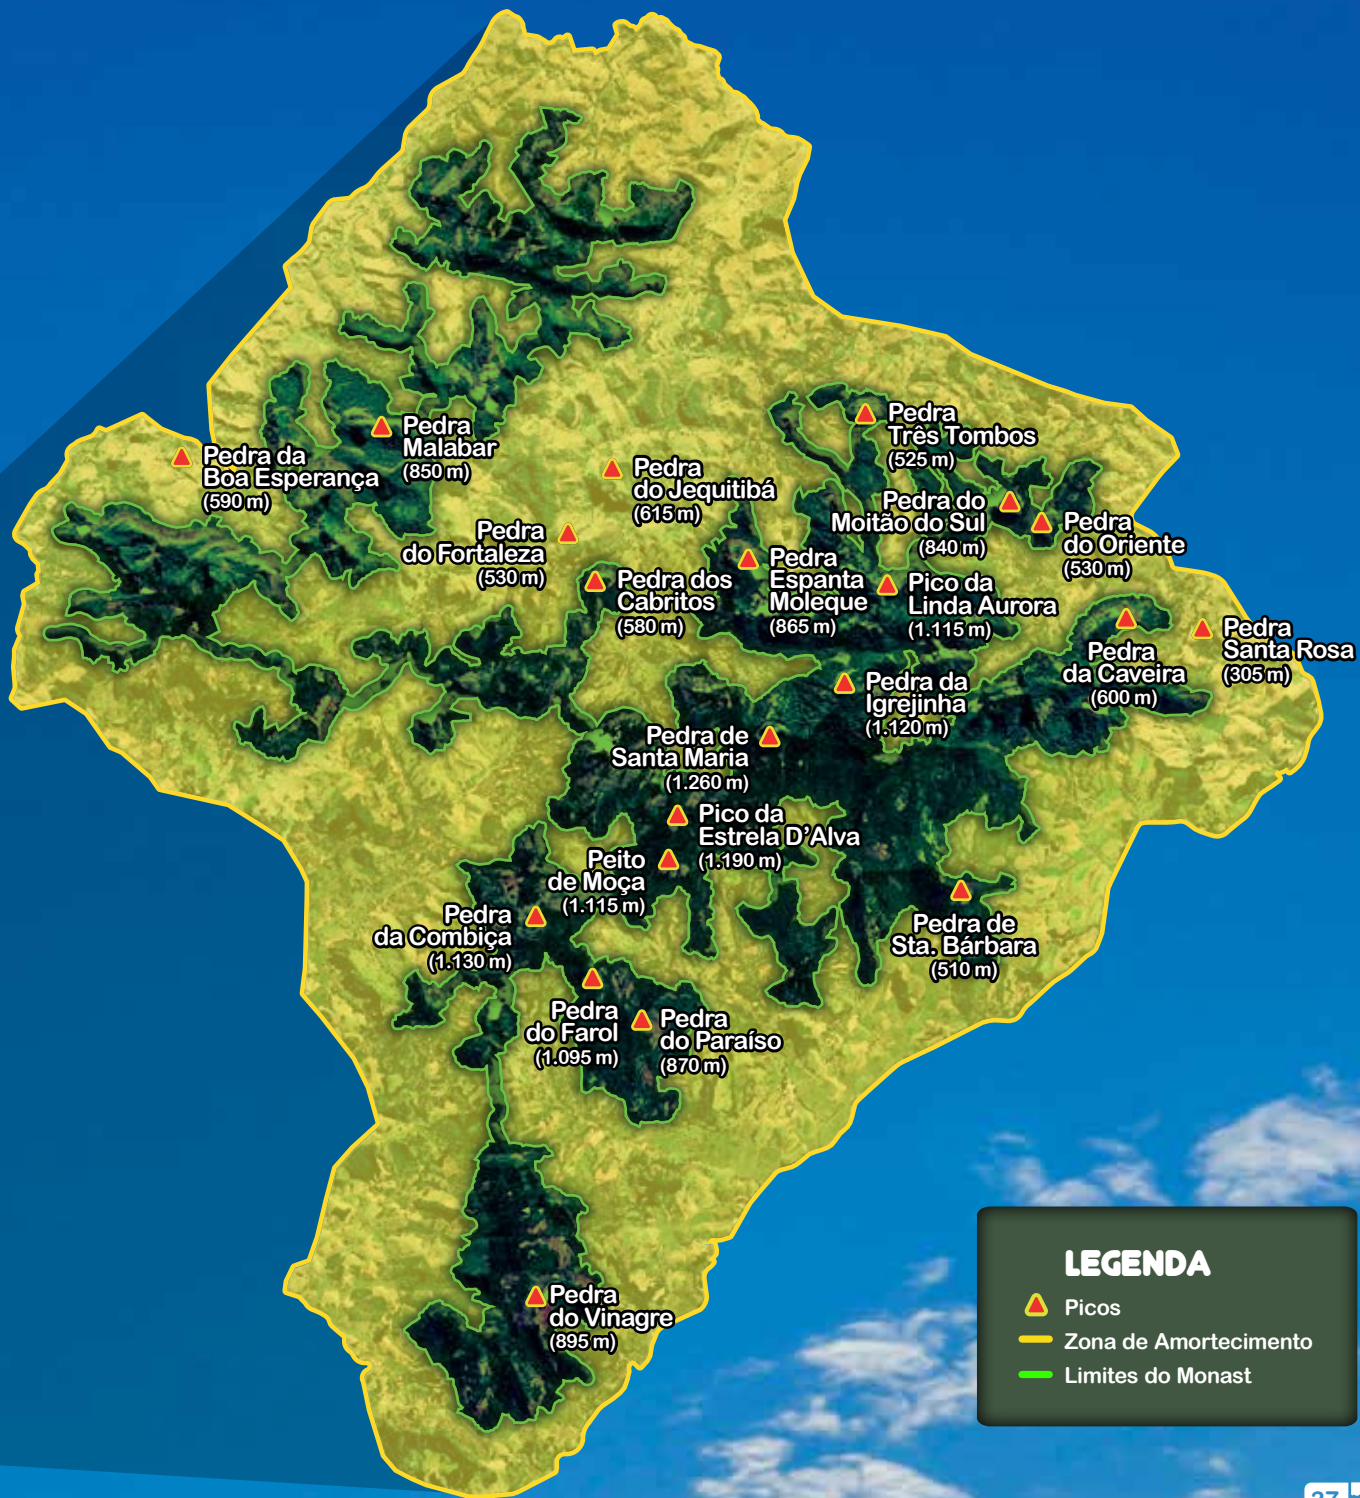 Pedra
Malabar
(850 m)
Pedra da
Boa Esperança
(590 m)
Pedra
do Jequitibá
(615 m)
Pedra
Três Tombos
(525 m)
Pedra do
Moitão do Sul
(840 m)
Pedra
do Oriente
(530 m)
Pedra
do Fortaleza
(530 m)
Pedra dos
Cabritos
(580 m)
Pedra
Espanta
Moleque
(865 m)
Pico da
Linda Aurora
(1.115 m)
Pedra
da Caveira
(600 m)
Pedra
Santa Rosa
(305 m)
Pedra da
Igrejinha
(1.120 m)
Pedra de
Santa Maria
(1.260 m)
Pico da
Estrela D'Alva
(1.190 m)
Peito
de Moça
(1.115 m)
Pedra
da Combiça
(1.130 m)
Pedra de
Sta. Bárbara
(510 m)
Pedra
do Farol
(1.095 m)
Pedra
do Paraíso
(870 m)
Pedra
do Vinagre
(895 m)
LEGENDA
Picos
Zona de Amortecimento
Limites do Monast